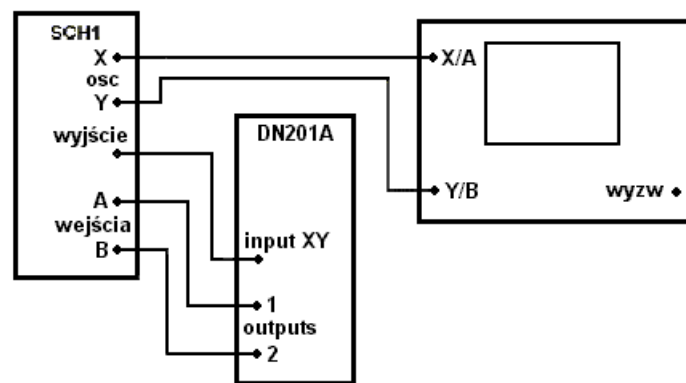 SCH1
X
osc
Y
wyjście
A
wejścia
B
DN201A
input XY
1
outputs
2
X/A
Y/B
wyzw